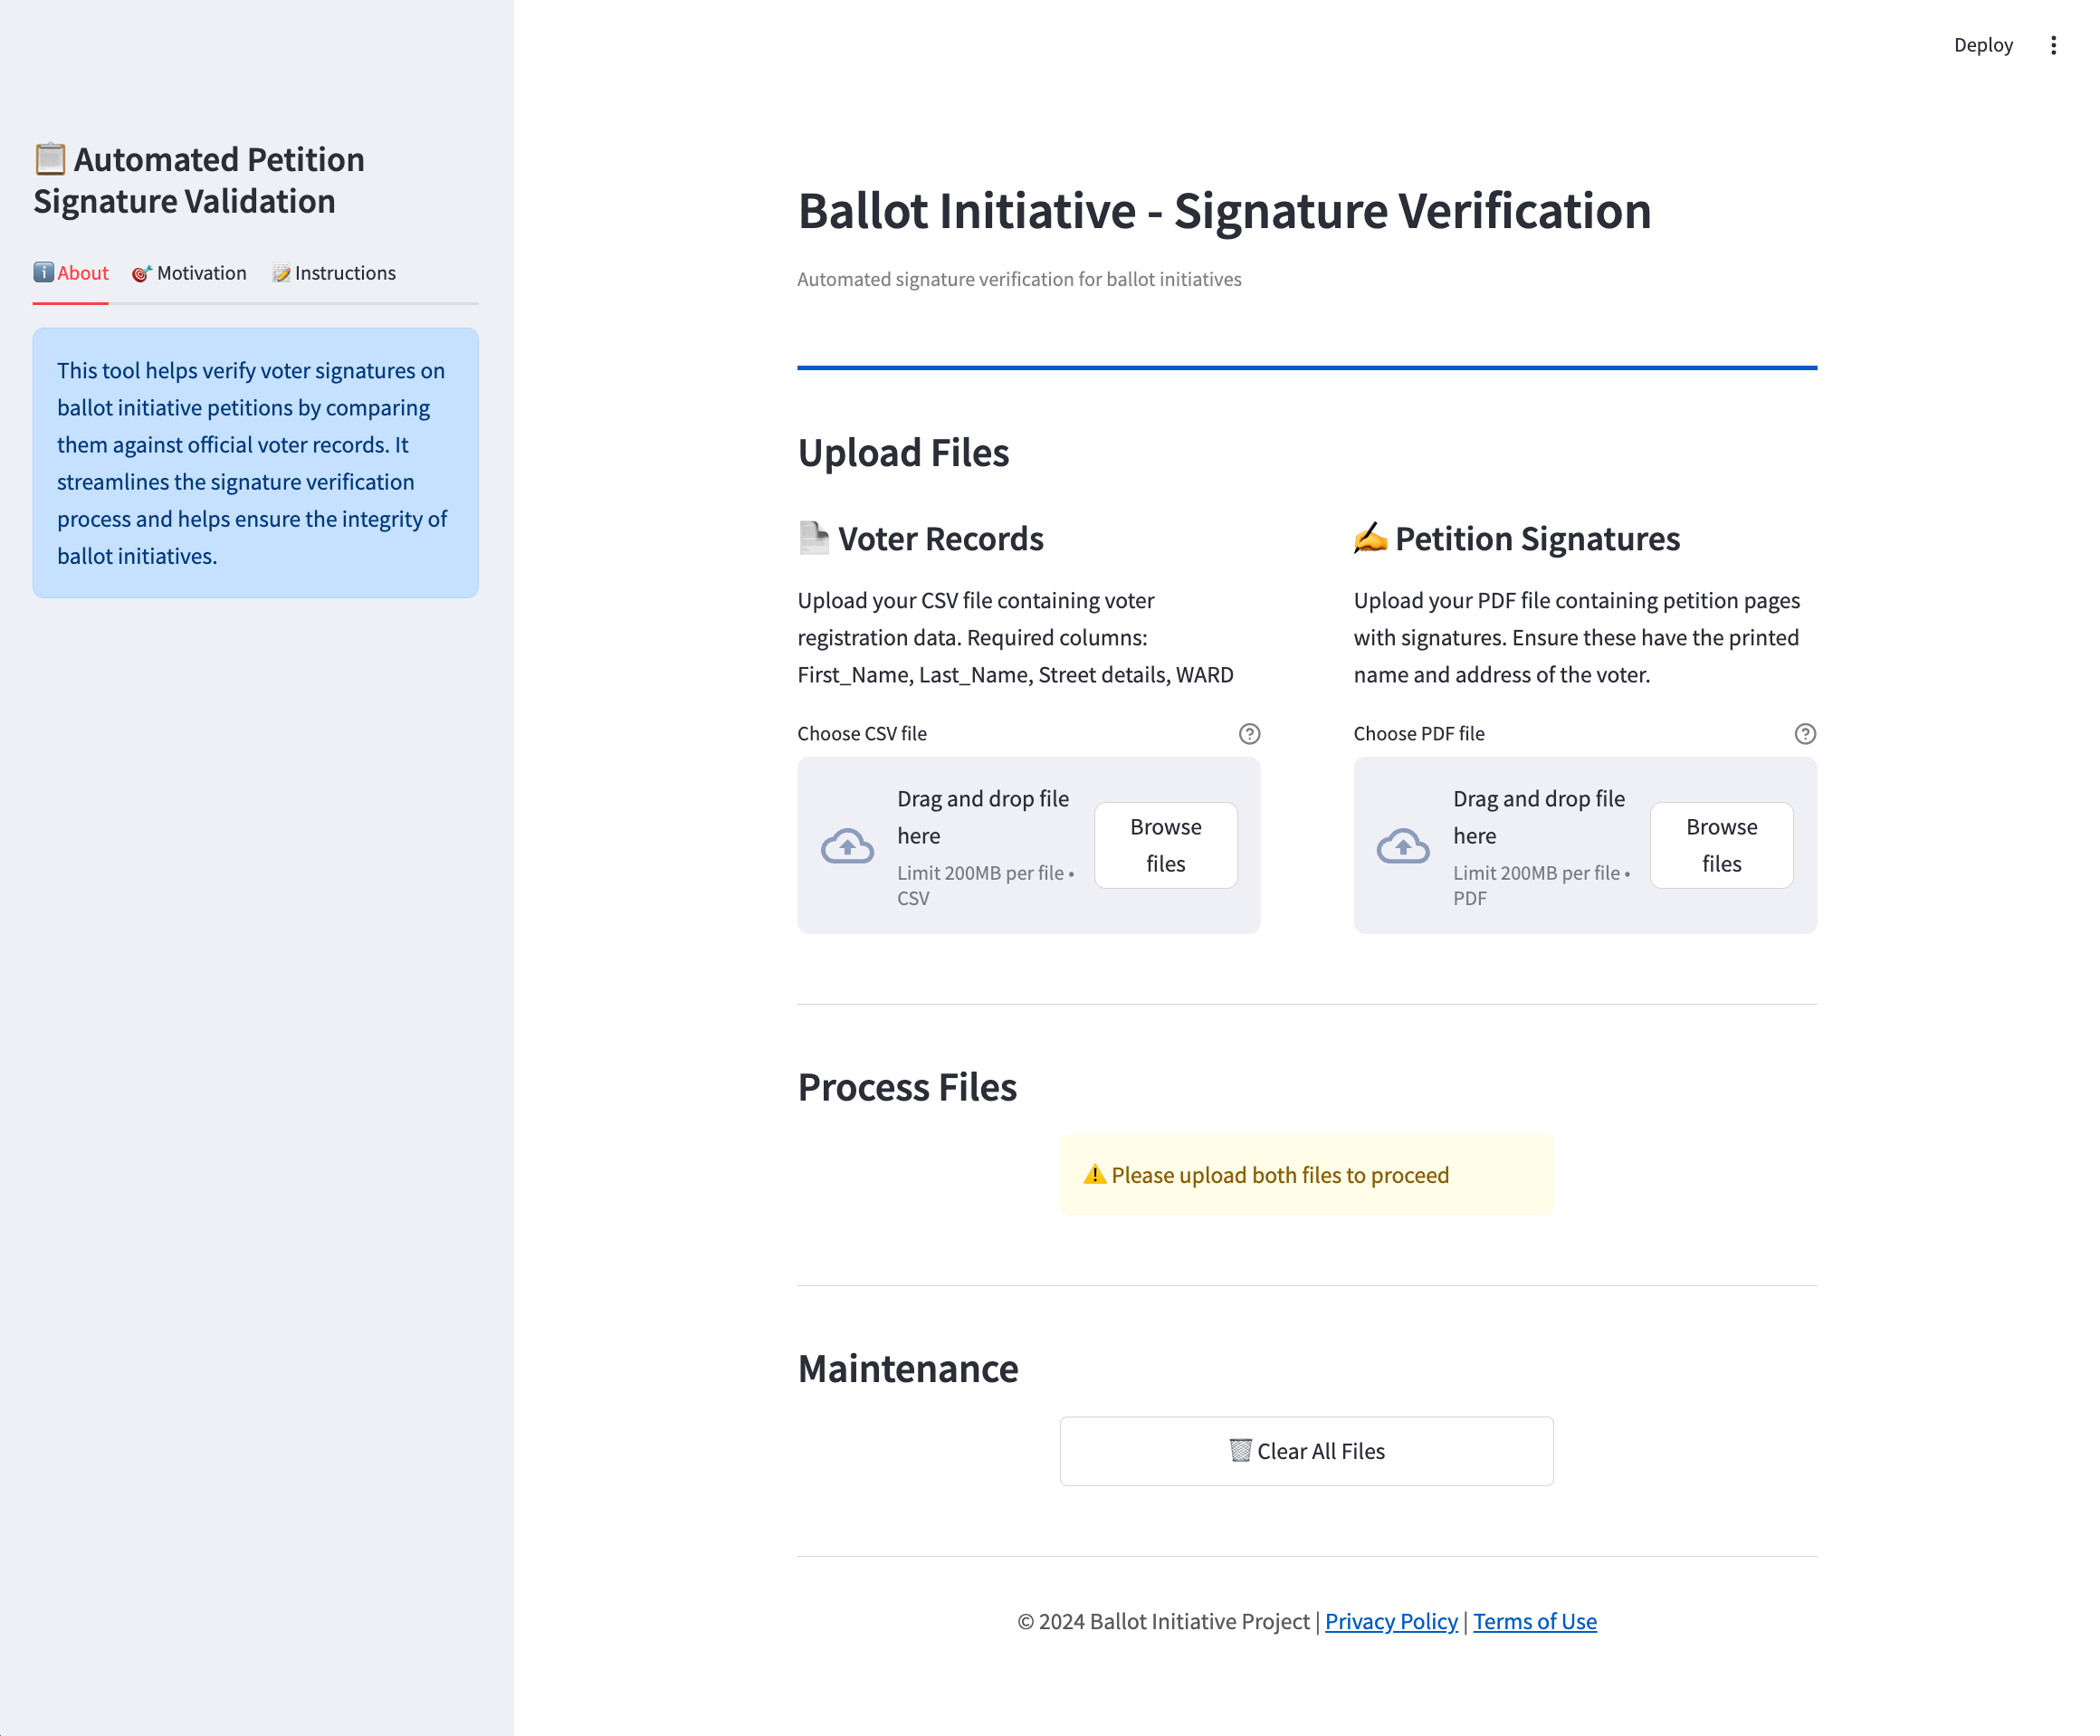 Deploy
📋 Automated Petition
Signature Validation
ℹ️ About 🎯 Motivation 📝 Instructions
This tool helps verify voter signatures on
ballot initiative petitions by comparing
them against official voter records. It
streamlines the signature verification
process and helps ensure the integrity of
ballot initiatives.
Ballot Initiative - Signature Verification
Automated signature verification for ballot initiatives
Upload Files
📄 Voter Records
Upload your CSV file containing voter
registration data. Required columns:
First_Name, Last_Name, Street details, WARD
Choose CSV file
Drag and drop file
here
Limit 200MB per file •
CSV
Browse
files
✍️ Petition Signatures
Upload your PDF file containing petition pages
with signatures. Ensure these have the printed
name and address of the voter.
Choose PDF file
Drag and drop file
here
Limit 200MB per file •
PDF
Browse
files
Process Files
⚠️ Please upload both files to proceed
Maintenance
🗑️ Clear All Files
© 2024 Ballot Initiative Project | Privacy Policy | Terms of Use